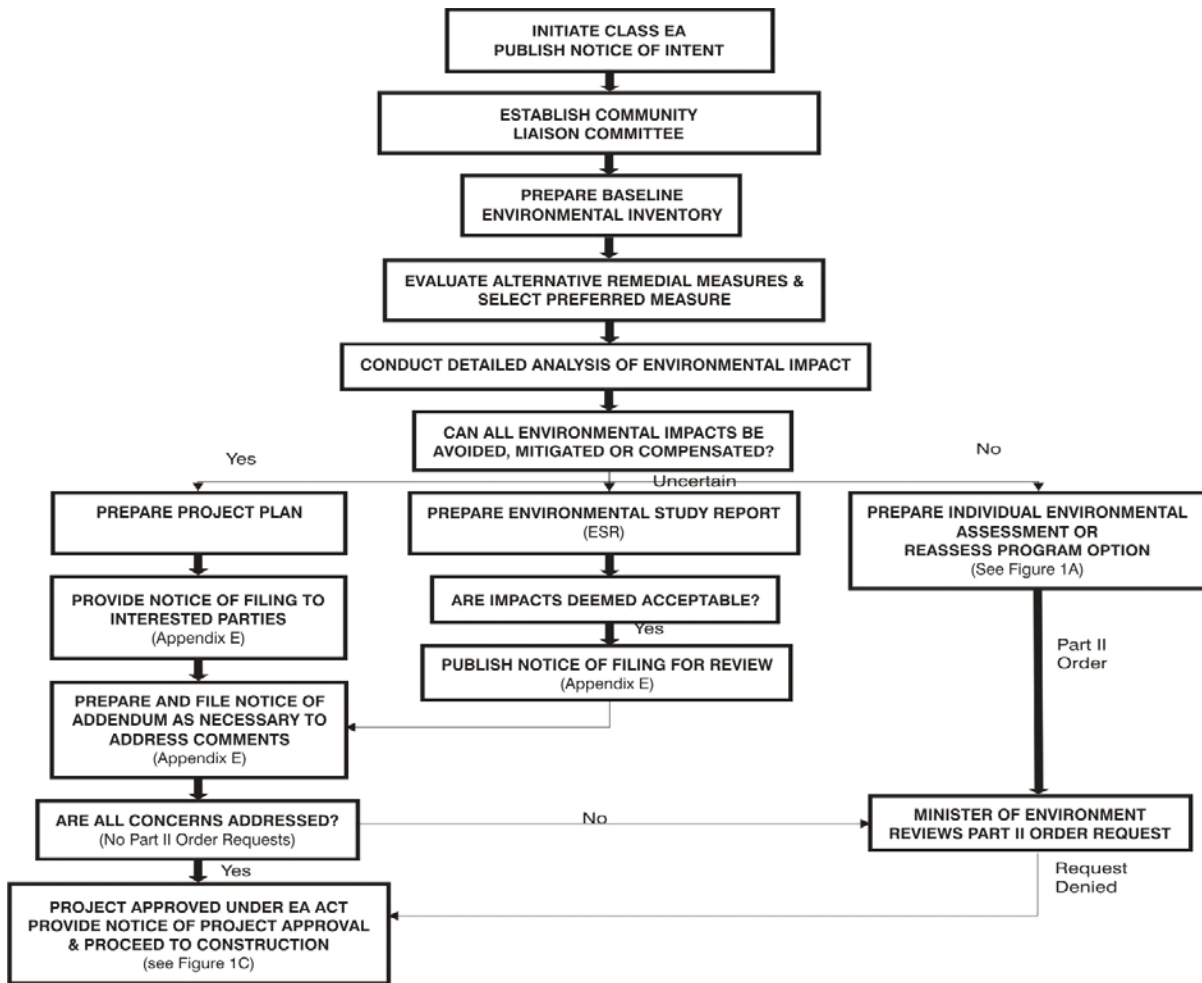 INITIATE CLASS EA
PUBLISH NOTICE OF INTENT
ESTABLISH COMMUNITY
LIAISON COMMITTEE
PREPARE BASELINE
ENVIRONMENTAL INVENTORY
EVALUATE ALTERNATIVE REMEDIAL MEASURES &
SELECT PREFERRED MEASURE
CONDUCT DETAILED ANALYSIS OF ENVIRONMENTAL IMPACT
CAN ALL ENVIRONMENTAL IMPACTS BE
AVOIDED, MITIGATED OR COMPENSATED?
Yes
Uncertain
No
PREPARE PROJECT PLAN
PROVIDE NOTICE OF FILING TO
INTERESTED PARTIES
(Appendix E)
PREPARE AND FILE NOTICE OF
ADDENDUM AS NECESSARY TO
ADDRESS COMMENTS
(Appendix E)
ARE ALL CONCERNS ADDRESSED?
(No Part II Order Requests)
Yes
No
PROJECT APPROVED UNDER EA ACT
PROVIDE NOTICE OF PROJECT APPROVAL
& PROCEED TO CONSTRUCTION
(see Figure 1C)
PREPARE ENVIRONMENTAL STUDY REPORT
(ESR)
ARE IMPACTS DEEMED ACCEPTABLE?
Yes
PUBLISH NOTICE OF FILING FOR REVIEW
(Appendix E)
PREPARE INDIVIDUAL ENVIRONMENTAL
ASSESSMENT OR
REASSESS PROGRAM OPTION
(See Figure 1A)
Part II
Order
MINISTER OF ENVIRONMENT
REVIEWS PART II ORDER REQUEST
Request
Denied